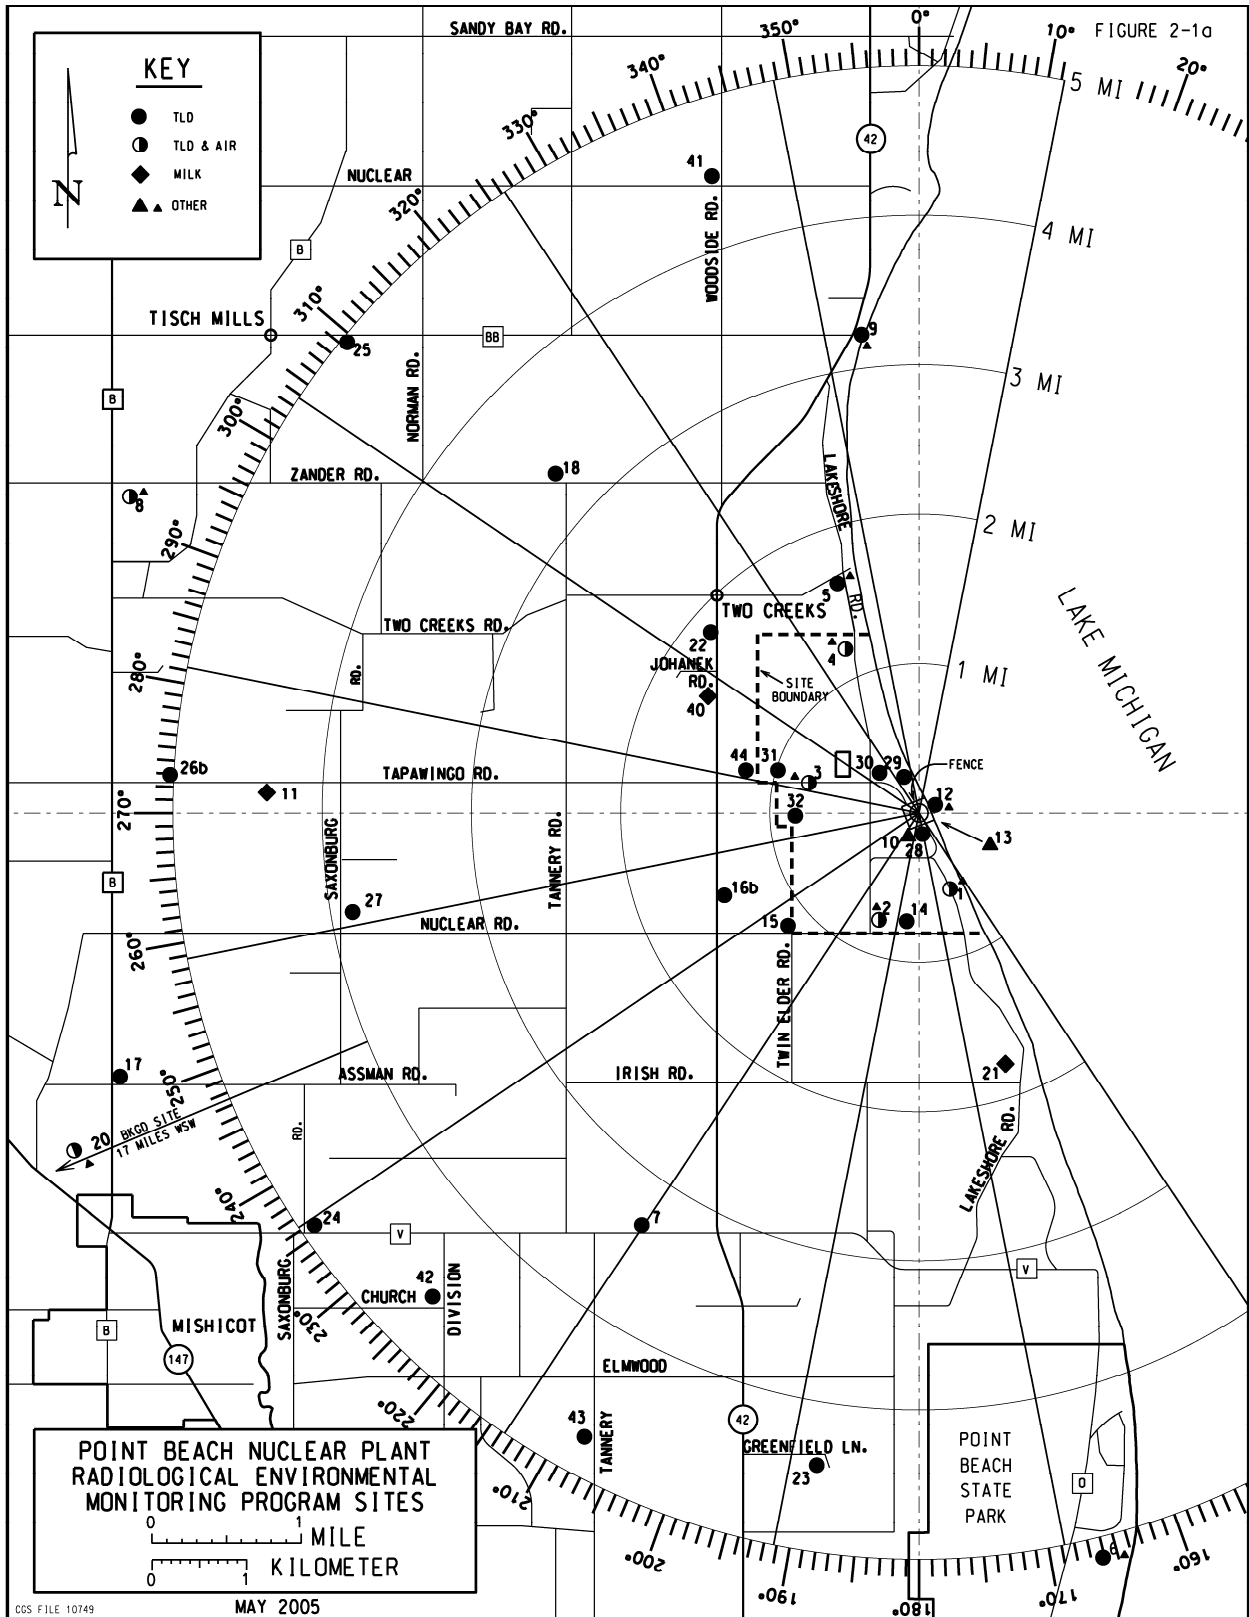 FIGURE 2-1a
KEY
TLD
TLD & AIR
MILK
OTHER
N
SANDY BAY RD.
0°
10°
20°
350°
340°
330°
320°
310°
300°
290°
280°
270°
260°
250°
240°
230°
220°
210°
200°
190°
180°
170°
160°
5 MI
4 MI
3 MI
2 MI
1 MI
42
41
NUCLEAR
WOODSIDE RD.
B
TISCH MILLS
25
BB
9
B
NORMAN RD.
ZANDER RD.
18
LAKESHORE
RD.
8
5
TWO CREEKS
TWO CREEKS RD.
22
4
JOHANEK
RD.
40
SITE
BOUNDARY
RD.
LAKE MICHIGAN
26b
TAPAWINGO RD.
44
31
3
30
29
FENCE
11
32
12
13
10
28
SAXONBURG
TANNERY RD.
B
27
16b
1
NUCLEAR RD.
15
2
14
TWIN ELDER RD.
17
ASSMAN RD.
IRISH RD.
21
20
BKGD SITE
17 MILES WSW
RD.
LAKESHORE RD.
24
V
7
V
SAXONBURG
CHURCH
42
DIVISION
MISHICOT
B
147
ELMWOOD
43
TANNERY
42
GREENFIELD LN.
23
POINT
BEACH
STATE
PARK
O
6
POINT BEACH NUCLEAR PLANT
RADIOLOGICAL ENVIRONMENTAL
MONITORING PROGRAM SITES
0 1 MILE
KILOMETER
0 1
CGS FILE 10749
MAY 2005